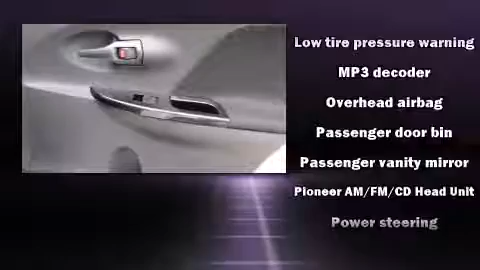 Low tire pressure warning
MP3 decoder
Overhead airbag
Passenger door bin
Passenger vanity mirror
Pioneer AM/FM/CD Head Unit
Power steering